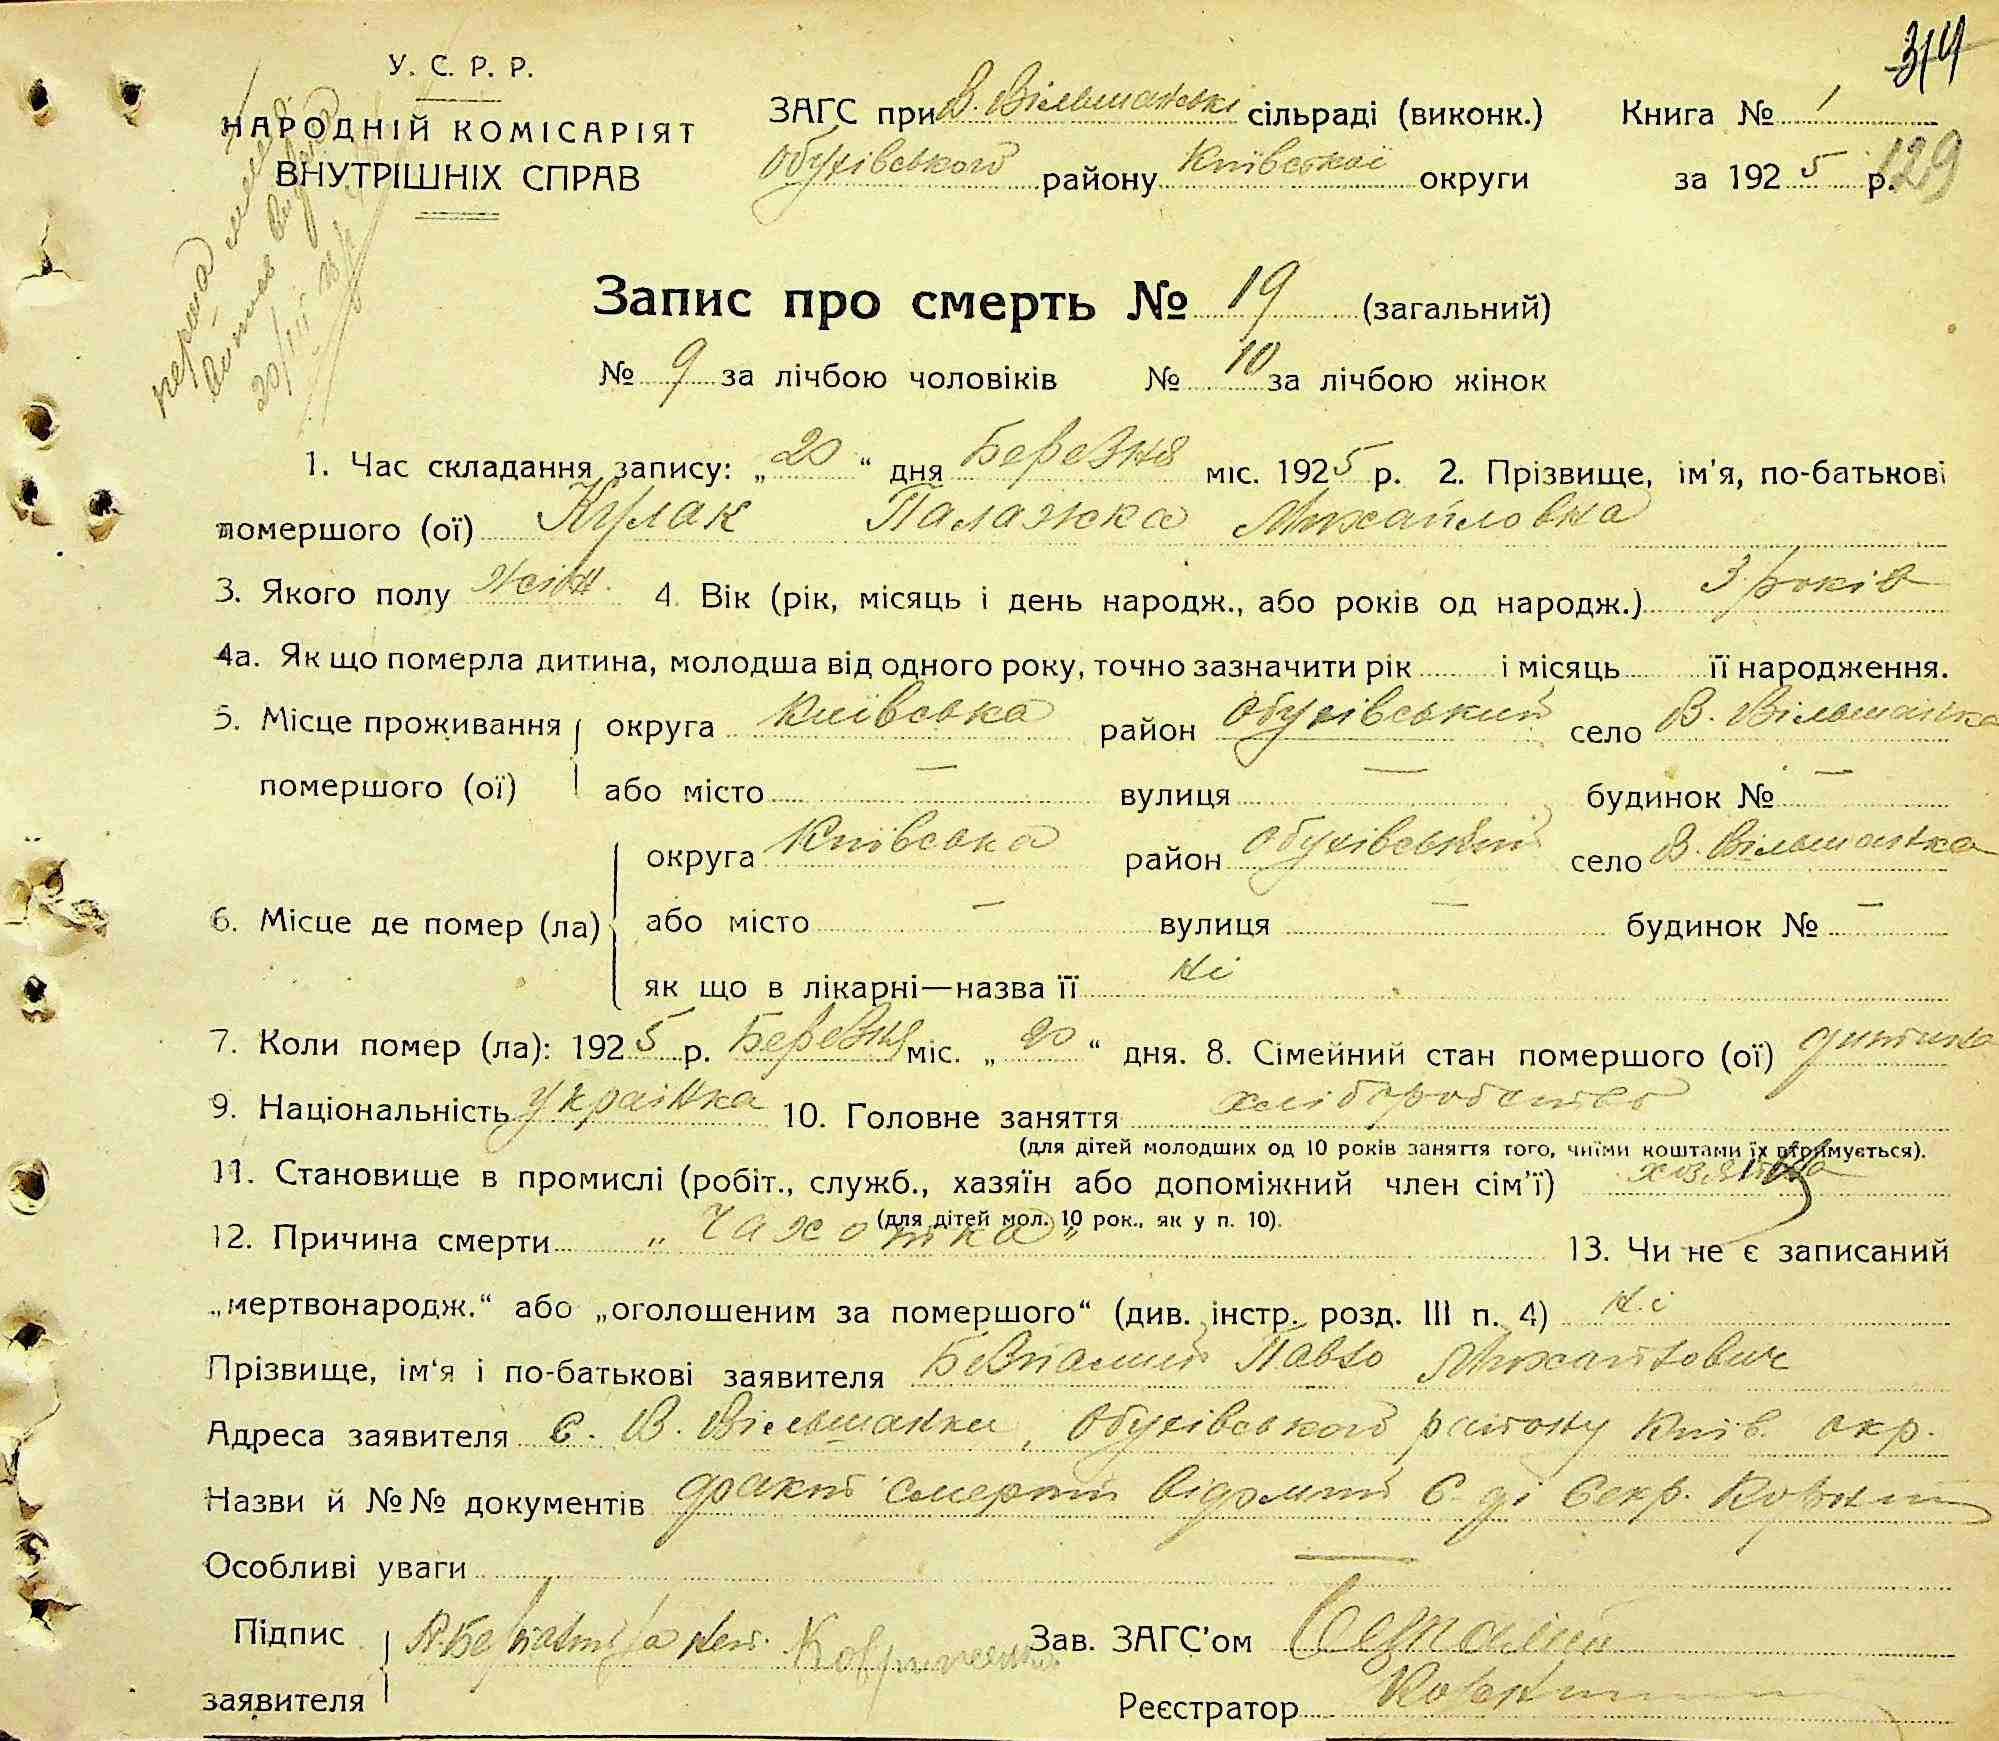 314
У. С. Р. Р.
НАРОДНІЙ КОМІСАРІЯТ
ВНУТРІШНІХ СПРАВ
ЗАГС при В. Вільшанські сільраді (виконк.) Книга № 1
Обухівського району Київської округи за 1925 р. 129
Запис про смерть № 19 (загальний)
№ 9 за лічбою чоловіків № 10 за лічбою жінок
1. Час складання запису: „20“ дня Березня міс. 1925 р. 2. Прізвище, ім'я, по-батькові
помершого (ої) Кулак Палажка Михайловна
3. Якого полу жіон. 4. Вік (рік, місяць і день народж., або років од народж.) 3 років
4а. Як що померла дитина, молодша від одного року, точно зазначити рік і місяць її народження.
5. Місце проживання округа Київська район Обухівський село В. Вільшанка
помершого (ої) або місто — вулиця — будинок № —
округа Київська район Обухівський село В. Вільшанка
6. Місце де помер (ла) або місто — вулиця — будинок № —
як що в лікарні—назва її ні
7. Коли помер (ла): 1925 р. Березня міс. „20“ дня. 8. Сімейний стан помершого (ої) дитина
9. Національність Українка 10. Головне заняття хліборобство
(для дітей молодших од 10 років заняття того, чиїми коштами їх втримується).
11. Становище в промислі (робіт., служб., хазяїн або допоміжний член сім'ї)
(для дітей мол. 10 рок., як у п. 10).
12. Причина смерти „Чахотка“ 13. Чи не є записаний
„мертвонародж.“ або „оголошеним за помершого“ (див. інстр. розд. III п. 4) ні
Прізвище, ім'я і по-батькові заявителя Павло Михайлович
Адреса заявителя с. В. Вільшанки, Обухівського району Київ. окр.
Назви й №№ документів факт смерти секр.
Особливі уваги —
Підпис
заявителя
Зав. ЗАГС'ом
Реєстратор